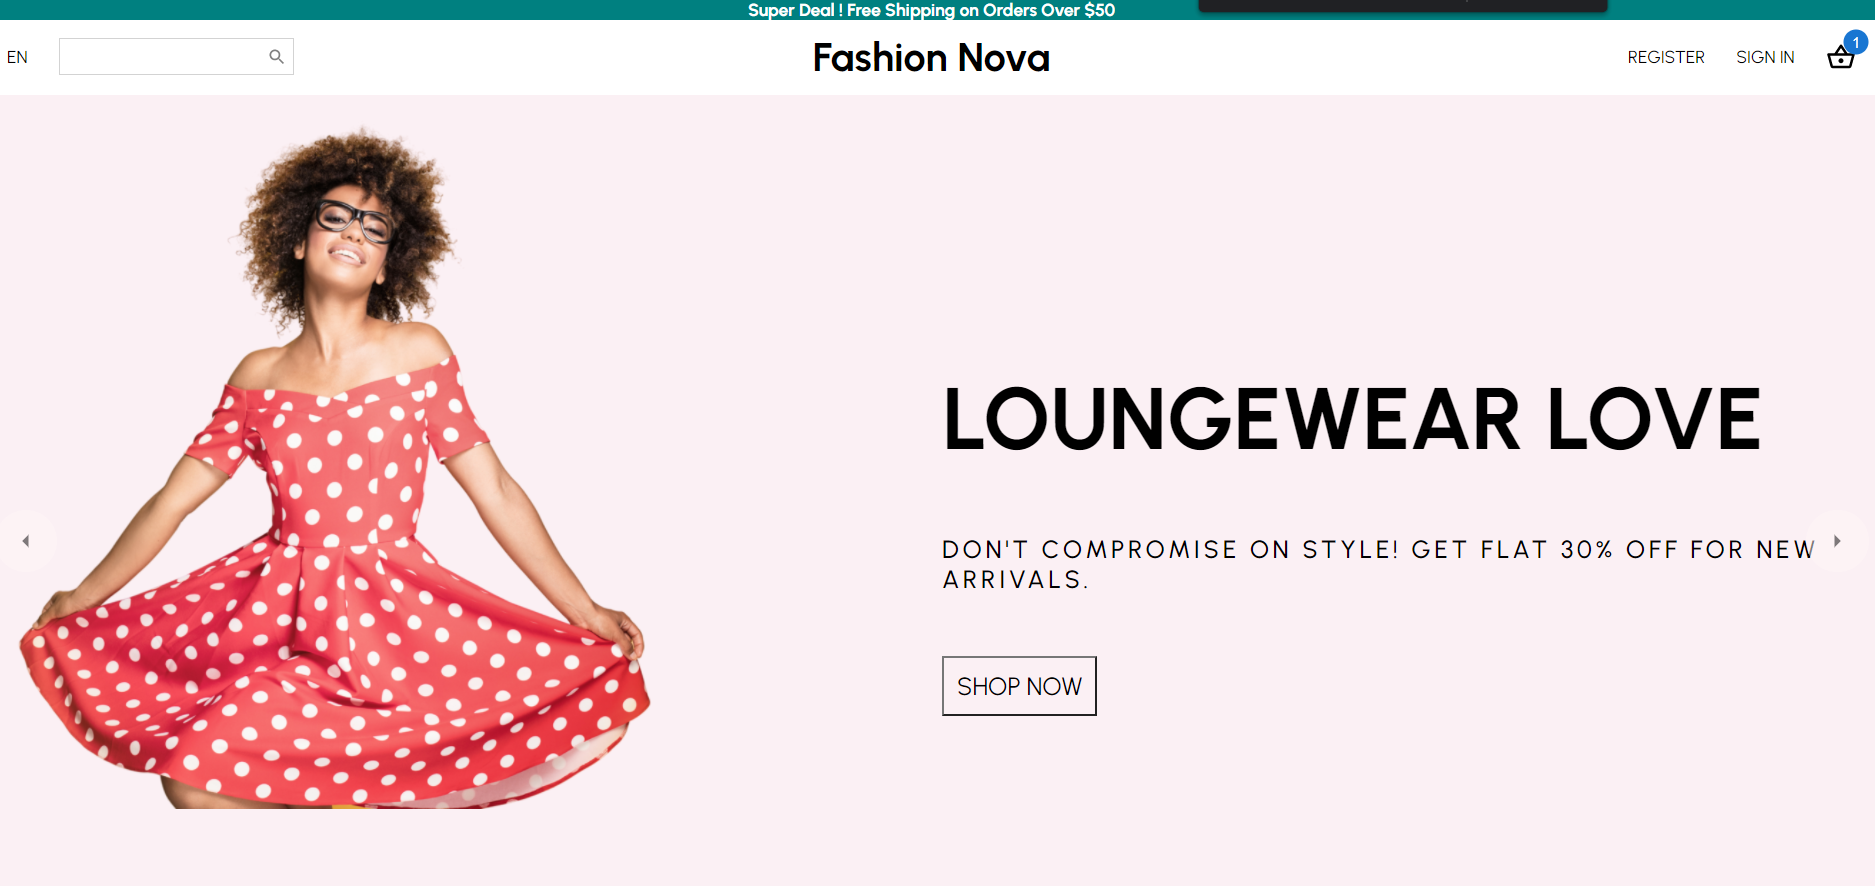 Super Deal ! Free Shipping on Orders Over $50
EN
Fashion Nova
REGISTER
SIGN IN
1
LOUNGEWEAR LOVE
DON'T COMPROMISE ON STYLE! GET FLAT 30% OFF FOR NEW
ARRIVALS.
SHOP NOW